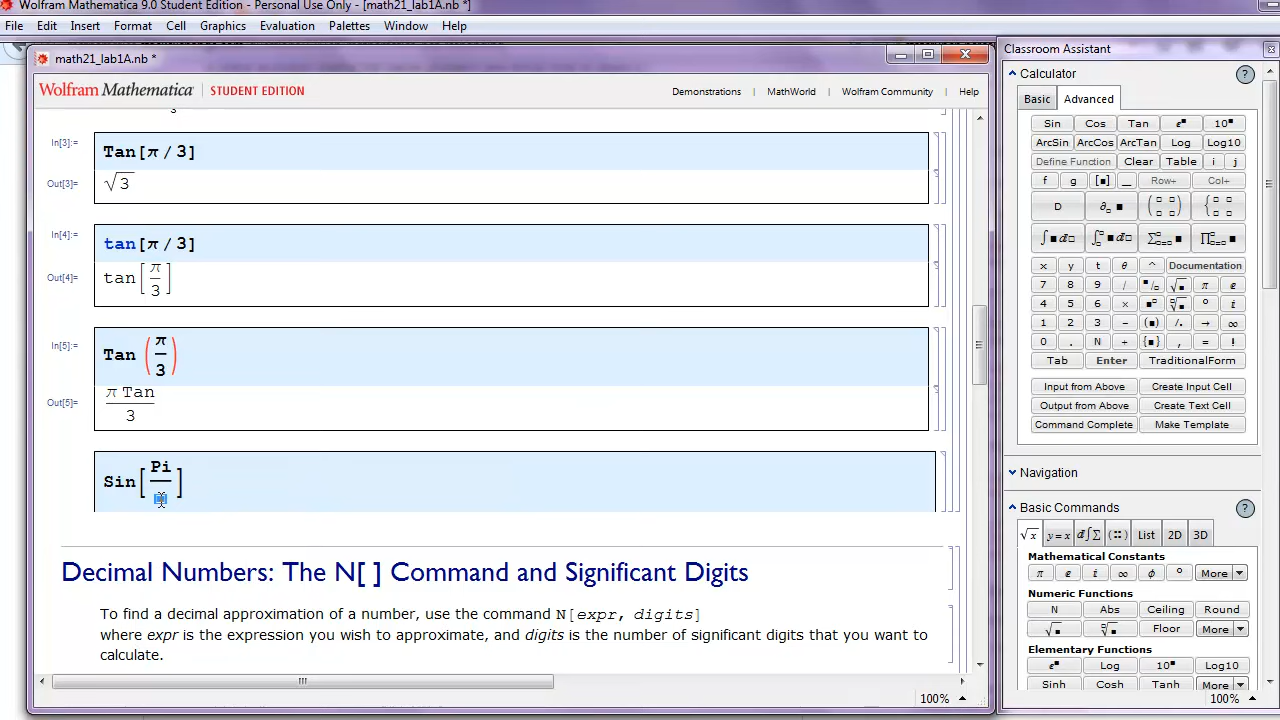 Wolfram Mathematica 9.0 Student Edition - Personal Use Only - [math21_lab1A.nb *]
File Edit Insert Format Cell Graphics Evaluation Palettes Window Help
math21_lab1A.nb *
Wolfram Mathematica | STUDENT EDITION
Demonstrations | MathWorld | Wolfram Community | Help
In[3]:= Tan[π / 3]
Out[3]= √3
In[4]:= tan[π / 3]
Out[4]= tan[π/3]
In[5]:= Tan (π/3)
Out[5]= π Tan/3
Sin[Pi/]
Decimal Numbers: The N[ ] Command and Significant Digits
To find a decimal approximation of a number, use the command N[expr, digits]
where expr is the expression you wish to approximate, and digits is the number of significant digits that you want to
calculate.
100%
Classroom Assistant
Calculator ?
Basic Advanced
Sin Cos Tan e■ 10■
ArcSin ArcCos ArcTan Log Log10
Define Function Clear Table i j
f g [■] __ Row+ Col+
D ∂□ ■ (□ □ □ □) {□ □ □ □
∫■ⅆ□ ∫□□■ⅆ□ ∑□=□□■ ∏□=□□■
x y t θ ^ Documentation
7 8 9 / ■/□ √■ π e
4 5 6 × ■□ □√■ ° i
1 2 3 − (■) /. → ∞
0 . N + {■} , = !
Tab Enter TraditionalForm
Input from Above Create Input Cell
Output from Above Create Text Cell
Command Complete Make Template
Navigation
Basic Commands ?
√x y=x d∫Σ (∷) List 2D 3D
Mathematical Constants
π e i ∞ ϕ ° More
Numeric Functions
N Abs Ceiling Round
√■ □√■ Floor More
Elementary Functions
e■ Log 10■ Log10
Sinh Cosh Tanh More
100%